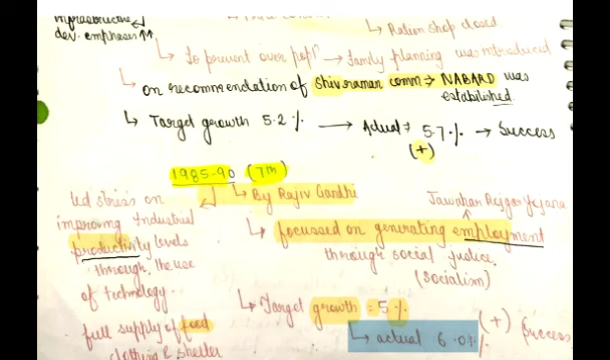 infrastructure
dev. emphasis ↑↑
↳ Ration shop closed
↳ To prevent over popn → family planning was introduced
↳ on recommendation of Shivraman comm ⇒ NABARD was
established
↳ Target growth 5.2% → Actual = 5.7% → Success
(+)
1985-90 (7th)
↳ By Rajiv Gandhi
Led stress on
improving Industrial
productivity levels
through, the use
of technology.
full supply of food
clothing & shelter
Jawahar Rojgar Yojana
↳ focussed on generating employment
through social justice.
(socialism)
↳ Target growth = 5%
↳ actual 6.01%
(+) Success